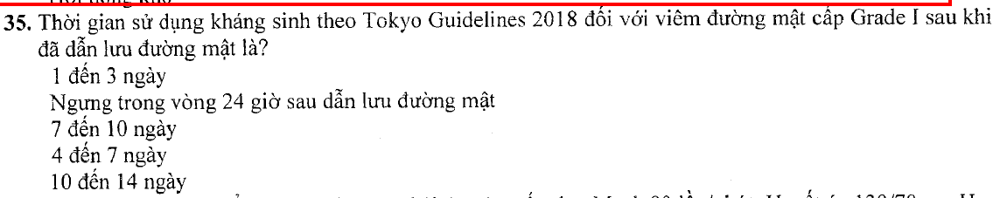 35. Thời gian sử dụng kháng sinh theo Tokyo Guidelines 2018 đối với viêm đường mật cấp Grade I sau khi
đã dẫn lưu đường mật là?
1 đến 3 ngày
Ngưng trong vòng 24 giờ sau dẫn lưu đường mật
7 đến 10 ngày
4 đến 7 ngày
10 đến 14 ngày